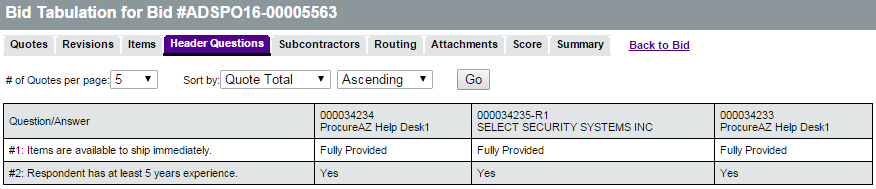 Bid Tabulation for Bid #ADSPO16-00005563
Quotes Revisions Items Header Questions Subcontractors Routing Attachments Score Summary Back to Bid
# of Quotes per page: 5 Sort by: Quote Total Ascending Go
Question/Answer
000034234
ProcureAZ Help Desk1
000034235-R1
SELECT SECURITY SYSTEMS INC
000034233
ProcureAZ Help Desk1
#1: Items are available to ship immediately. Fully Provided Fully Provided Fully Provided
#2: Respondent has at least 5 years experience. Yes Yes Yes